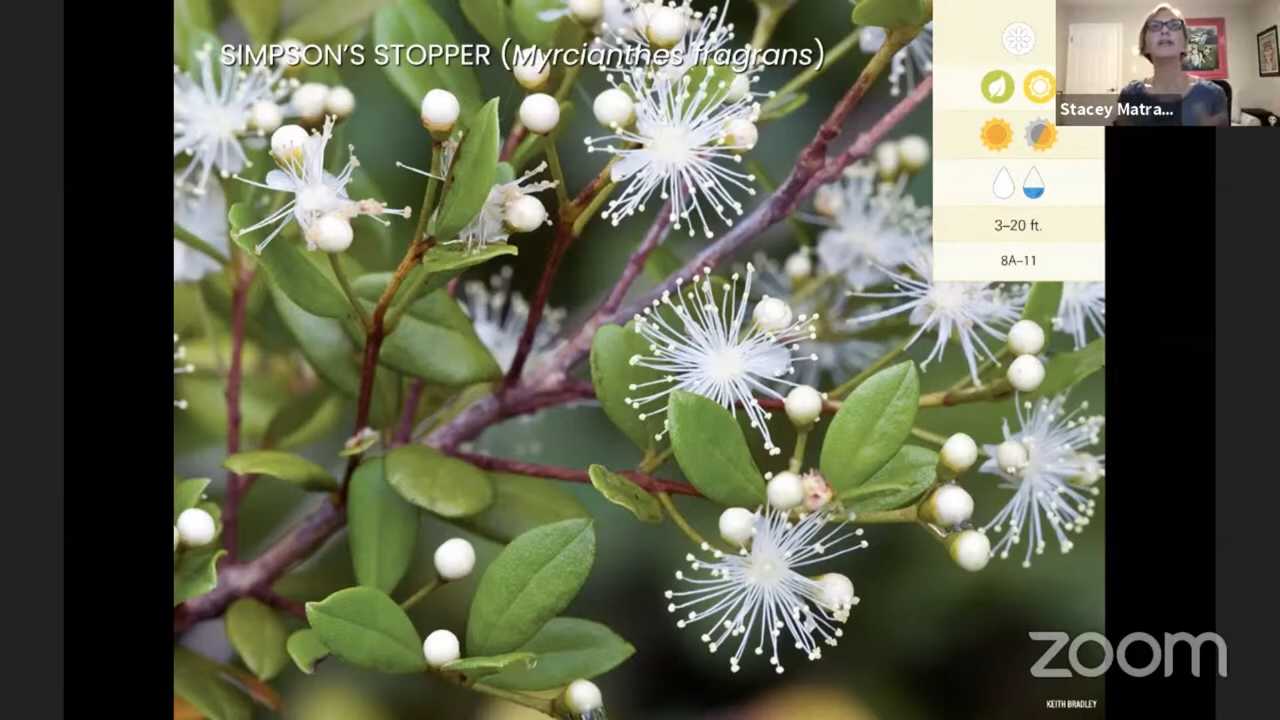 SIMPSON'S STOPPER (Myrcianthes fragrans)
Stacey Matra...
3–20 ft.
8A–11
zoom
KEITH BRADLEY